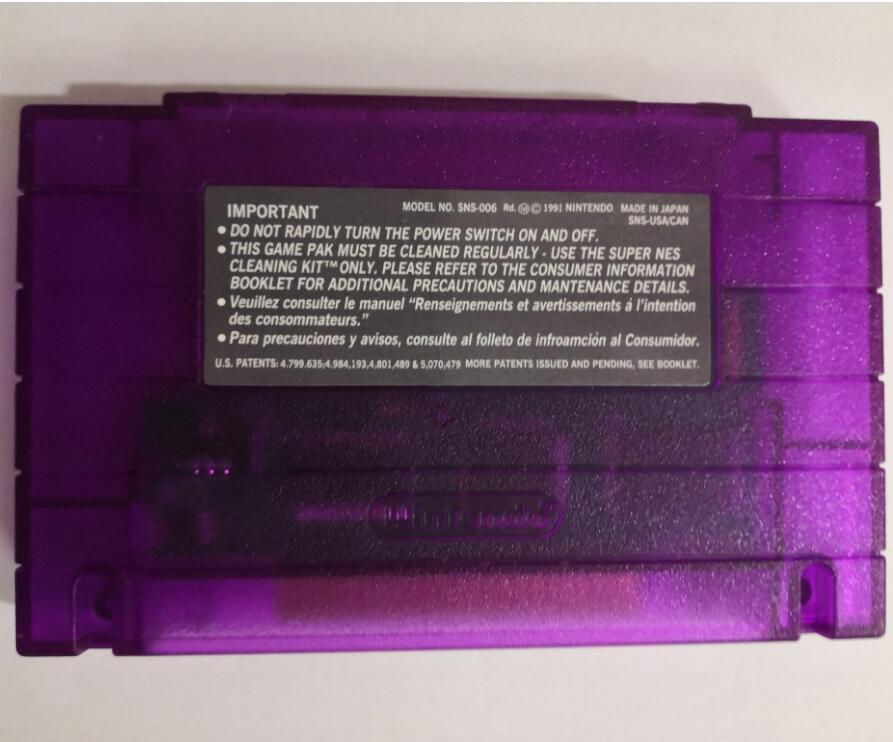 IMPORTANT
MODEL NO. SNS-006 Rd. Ⓜ © 1991 NINTENDO MADE IN JAPAN
SNS-USA/CAN
● DO NOT RAPIDLY TURN THE POWER SWITCH ON AND OFF.
● THIS GAME PAK MUST BE CLEANED REGULARLY - USE THE SUPER NES
CLEANING KIT™ ONLY. PLEASE REFER TO THE CONSUMER INFORMATION
BOOKLET FOR ADDITIONAL PRECAUTIONS AND MANTENANCE DETAILS.
● Veuillez consulter le manuel “Renseignements et avertissements à l’intention
des consommateurs.”
● Para precauciones y avisos, consulte al folleto de infroamción al Consumidor.
U.S. PATENTS: 4.799.635;4.984,193,4,801,489 & 5,070,479 MORE PATENTS ISSUED AND PENDING, SEE BOOKLET.
Nintendo